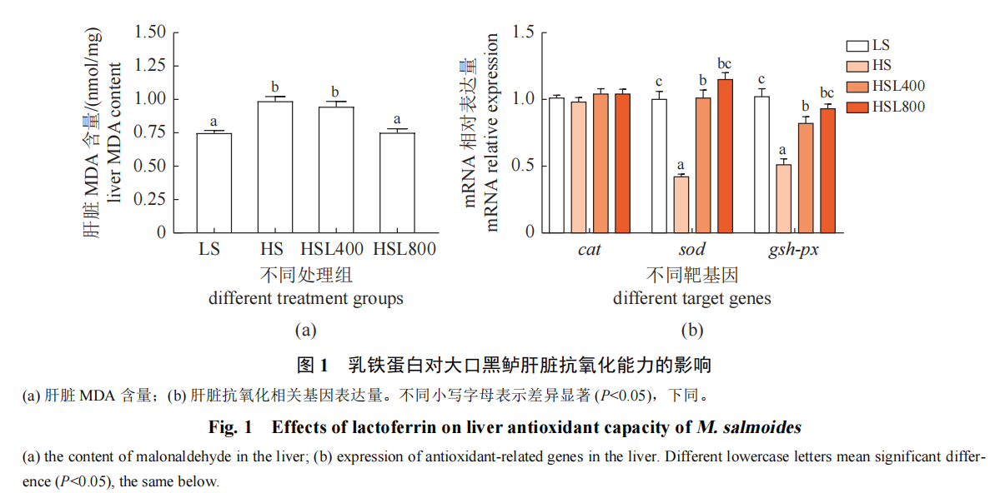 肝脏 MDA 含量/(nmol/mg)
liver MDA content
1.50
1.25
1.00
0.75
0.50
0.25
0
a
b
b
a
LS
HS
HSL400
HSL800
不同处理组
different treatment groups
(a)
mRNA 相对表达量
mRNA relative expression
1.5
1.0
0.5
0
c
a
b
bc
c
a
b
bc
LS
HS
HSL400
HSL800
cat
sod
gsh-px
不同靶基因
different target genes
(b)
图 1 乳铁蛋白对大口黑鲈肝脏抗氧化能力的影响
(a) 肝脏 MDA 含量；(b) 肝脏抗氧化相关基因表达量。不同小写字母表示差异显著 (P<0.05)，下同。
Fig. 1 Effects of lactoferrin on liver antioxidant capacity of M. salmoides
(a) the content of malonaldehyde in the liver; (b) expression of antioxidant-related genes in the liver. Different lowercase letters mean significant differ-
ence (P<0.05), the same below.